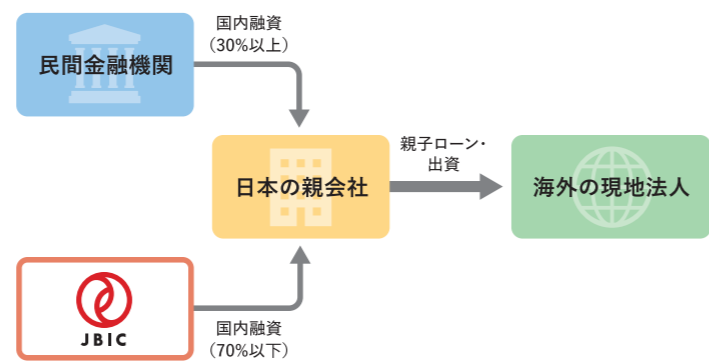 国内融資
（30%以上）
民間金融機関
親子ローン・
出資
日本の親会社
海外の現地法人
JBIC
国内融資
（70%以下）